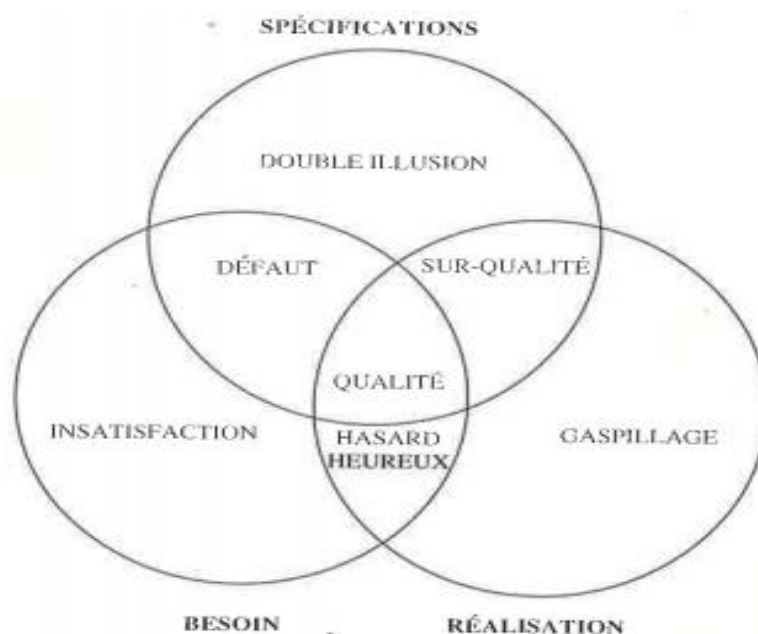 SPÉCIFICATIONS
DOUBLE ILLUSION
DÉFAUT
SUR-QUALITÉ
QUALITÉ
INSATISFACTION
HASARD
HEUREUX
GASPILLAGE
BESOIN
RÉALISATION